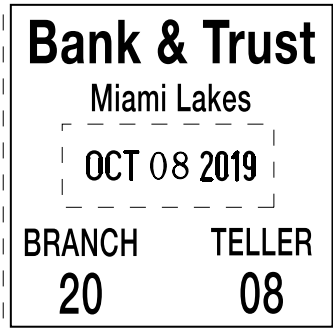 Bank & Trust
Miami Lakes
OCT 08 2019
BRANCH TELLER
20 08